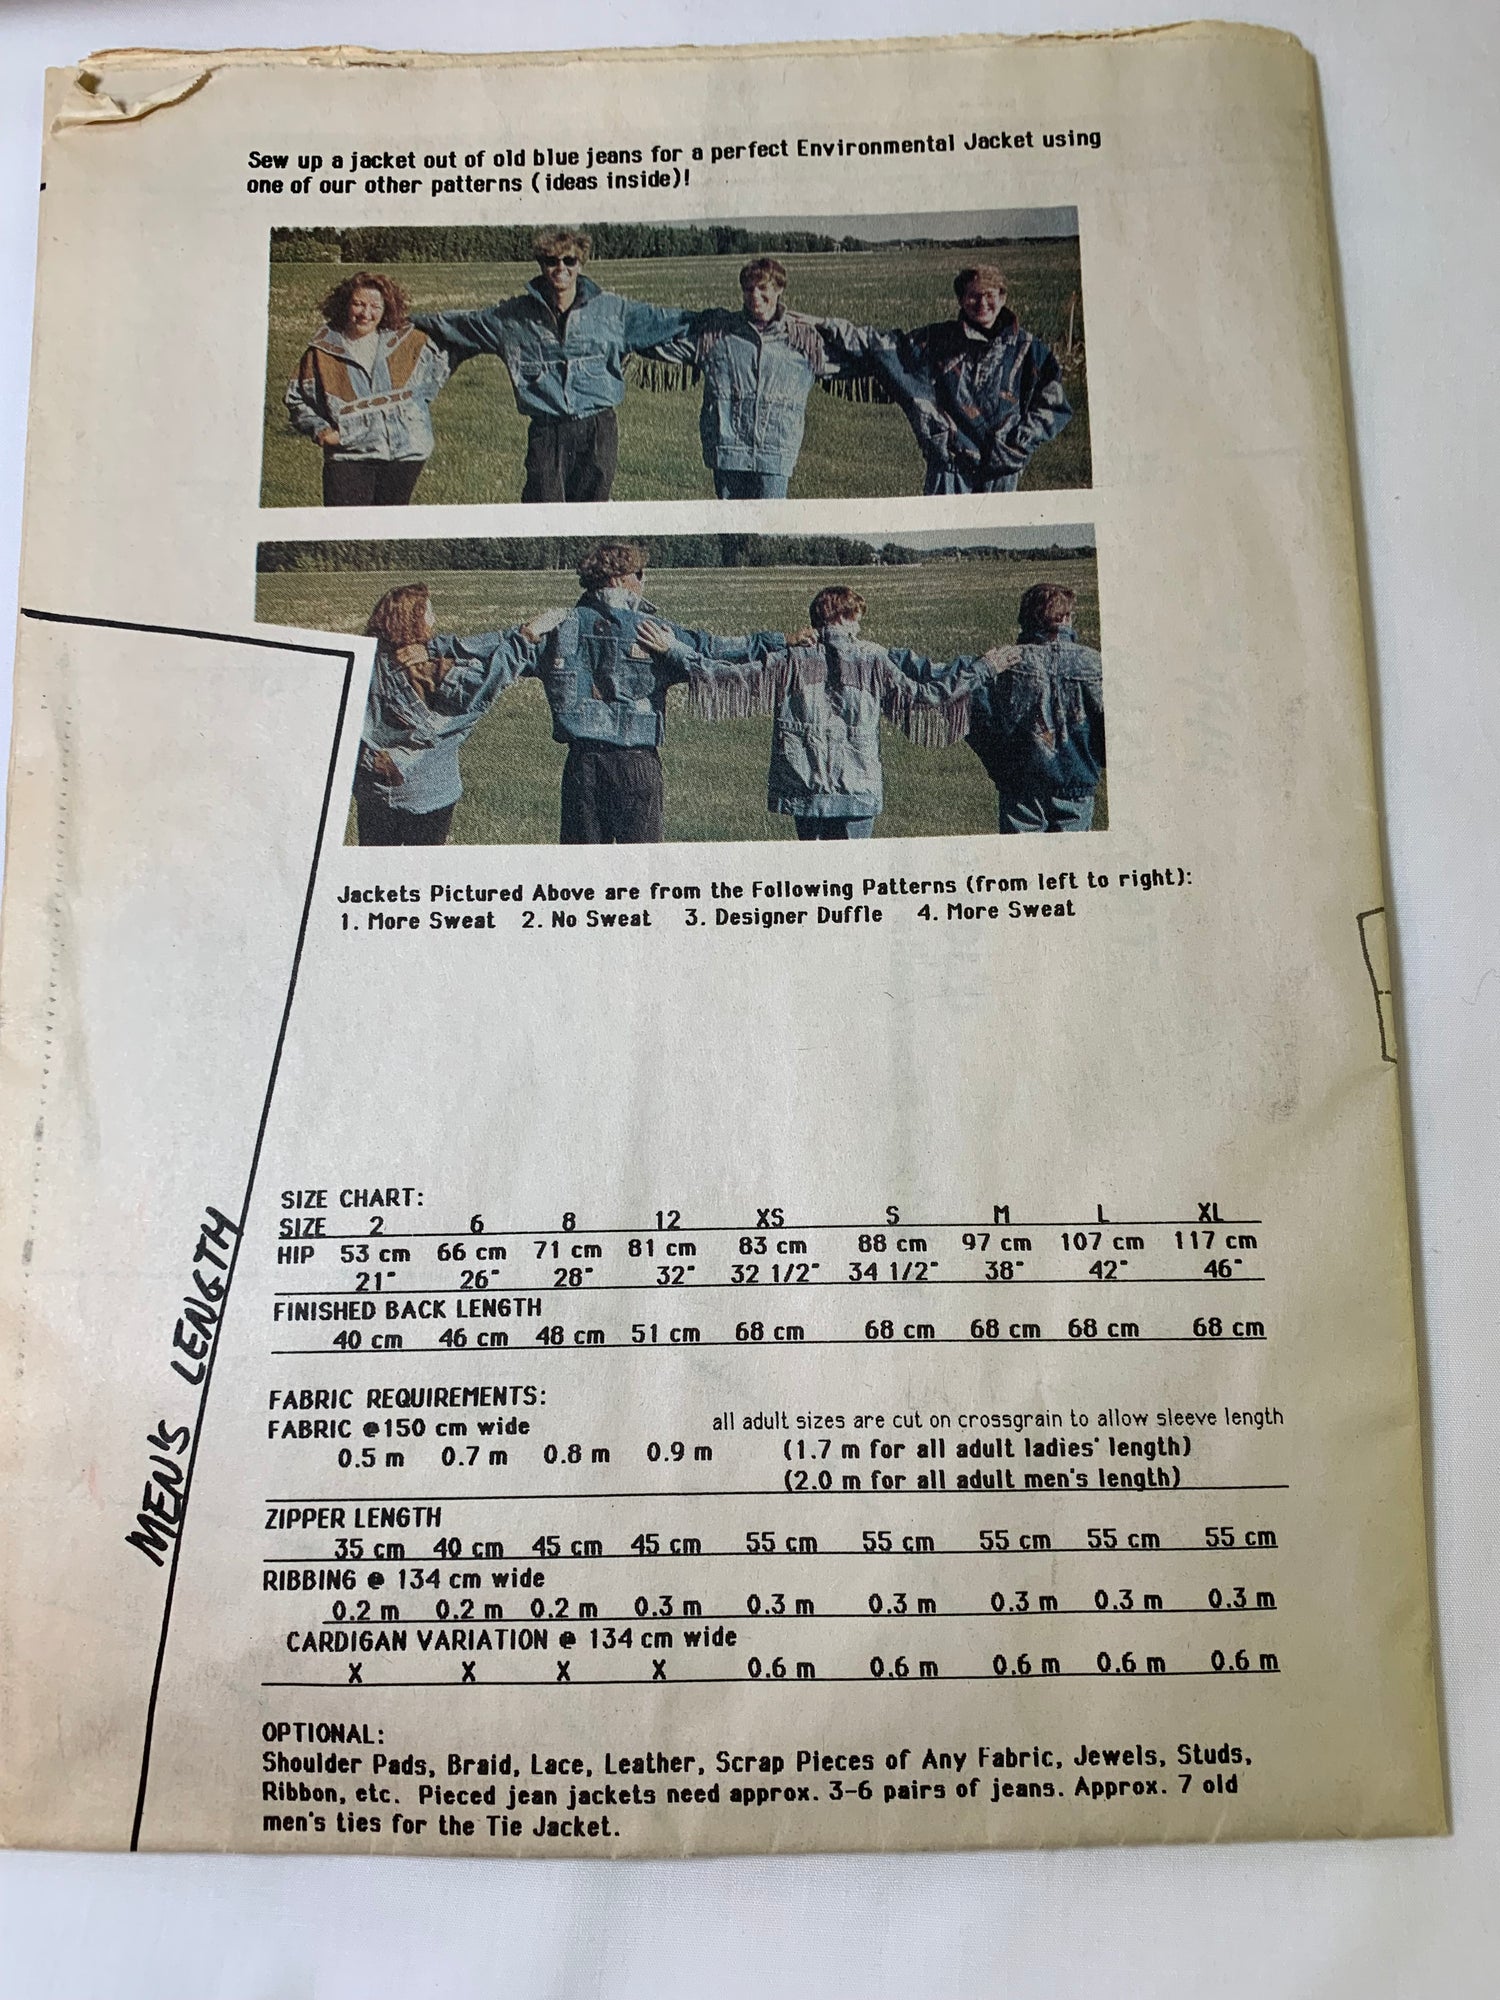 Sew up a jacket out of old blue jeans for a perfect Environmental Jacket using
one of our other patterns (ideas inside)!
Jackets Pictured Above are from the Following Patterns (from left to right):
1. More Sweat 2. No Sweat 3. Designer Duffle 4. More Sweat
MEN'S LENGTH
SIZE CHART:
SIZE 2 6 8 12 XS S M L XL
HIP 53 cm 66 cm 71 cm 81 cm 83 cm 88 cm 97 cm 107 cm 117 cm
21" 26" 28" 32" 32 1/2" 34 1/2" 38" 42" 46"
FINISHED BACK LENGTH
40 cm 46 cm 48 cm 51 cm 68 cm 68 cm 68 cm 68 cm 68 cm
FABRIC REQUIREMENTS:
FABRIC @150 cm wide all adult sizes are cut on crossgrain to allow sleeve length
0.5 m 0.7 m 0.8 m 0.9 m (1.7 m for all adult ladies' length)
(2.0 m for all adult men's length)
ZIPPER LENGTH
35 cm 40 cm 45 cm 45 cm 55 cm 55 cm 55 cm 55 cm 55 cm
RIBBING @ 134 cm wide
0.2 m 0.2 m 0.2 m 0.3 m 0.3 m 0.3 m 0.3 m 0.3 m 0.3 m
CARDIGAN VARIATION @ 134 cm wide
X X X X 0.6 m 0.6 m 0.6 m 0.6 m 0.6 m
OPTIONAL:
Shoulder Pads, Braid, Lace, Leather, Scrap Pieces of Any Fabric, Jewels, Studs,
Ribbon, etc. Pieced jean jackets need approx. 3-6 pairs of jeans. Approx. 7 old
men's ties for the Tie Jacket.